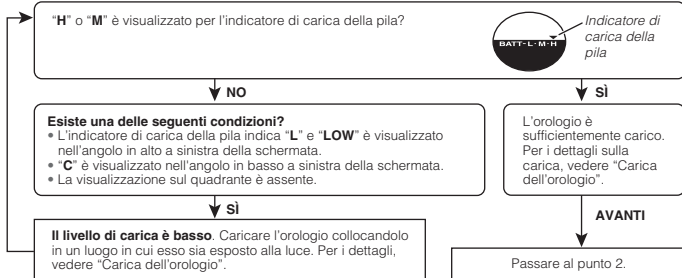 “H” o “M” è visualizzato per l'indicatore di carica della pila?
Indicatore di
carica della
pila
BATT-L·M·H
NO
SÌ
Esiste una delle seguenti condizioni?
• L'indicatore di carica della pila indica “L” e “LOW” è visualizzato
nell'angolo in alto a sinistra della schermata.
• “C” è visualizzato nell'angolo in basso a sinistra della schermata.
• La visualizzazione sul quadrante è assente.
L'orologio è
sufficientemente carico.
Per i dettagli sulla
carica, vedere “Carica
dell'orologio”.
SÌ
AVANTI
Il livello di carica è basso. Caricare l'orologio collocandolo
in un luogo in cui esso sia esposto alla luce. Per i dettagli,
vedere “Carica dell'orologio”.
Passare al punto 2.